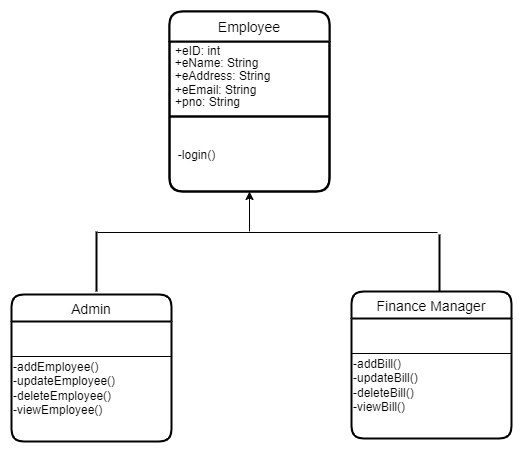 Employee
+eID: int
+eName: String
+eAddress: String
+eEmail: String
+pno: String
-login()
Admin
-addEmployee()
-updateEmployee()
-deleteEmployee()
-viewEmployee()
Finance Manager
-addBill()
-updateBill()
-deleteBill()
-viewBill()